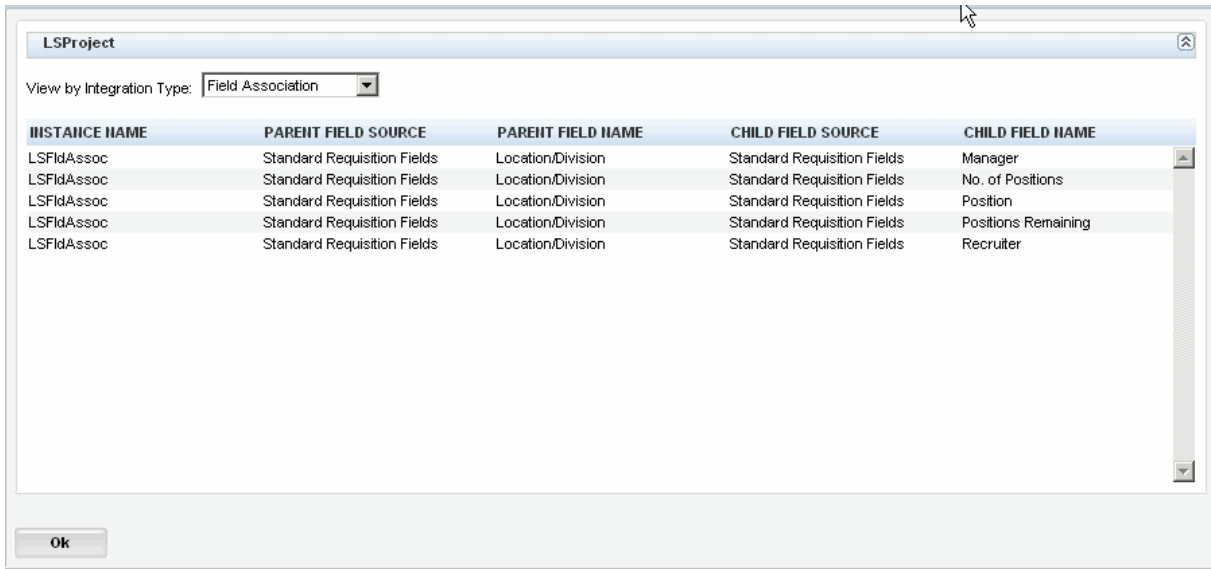 LSProject
View by Integration Type: Field Association
INSTANCE NAME PARENT FIELD SOURCE PARENT FIELD NAME CHILD FIELD SOURCE CHILD FIELD NAME
LSFldAssoc Standard Requisition Fields Location/Division Standard Requisition Fields Manager
LSFldAssoc Standard Requisition Fields Location/Division Standard Requisition Fields No. of Positions
LSFldAssoc Standard Requisition Fields Location/Division Standard Requisition Fields Position
LSFldAssoc Standard Requisition Fields Location/Division Standard Requisition Fields Positions Remaining
LSFldAssoc Standard Requisition Fields Location/Division Standard Requisition Fields Recruiter
Ok